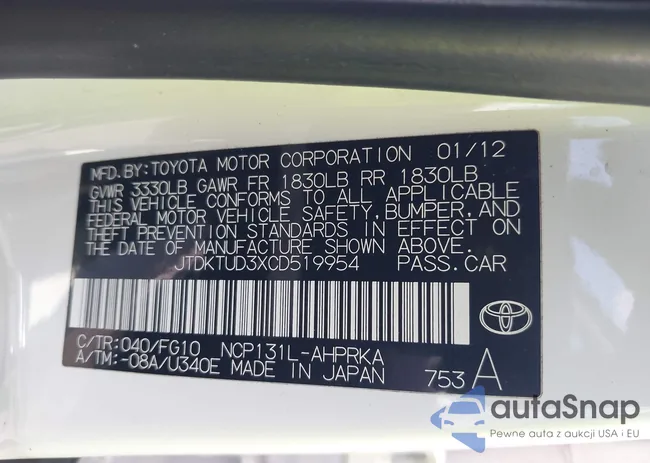 MFD.BY:TOYOTA MOTOR CORPORATION 01/12
GVWR 3330LB GAWR FR 1830LB RR 1830LB
THIS VEHICLE CONFORMS TO ALL APPLICABLE
FEDERAL MOTOR VEHICLE SAFETY,BUMPER,AND
THEFT PREVENTION STANDARDS IN EFFECT ON
THE DATE OF MANUFACTURE SHOWN ABOVE.
JTDKTUD3XCD519954 PASS.CAR
C/TR:040/FG10 NCP131L-AHPRKA
A/TM:-08A/U340E MADE IN JAPAN 753 A
autaSnap
Pewne auta z aukcji USA i EU